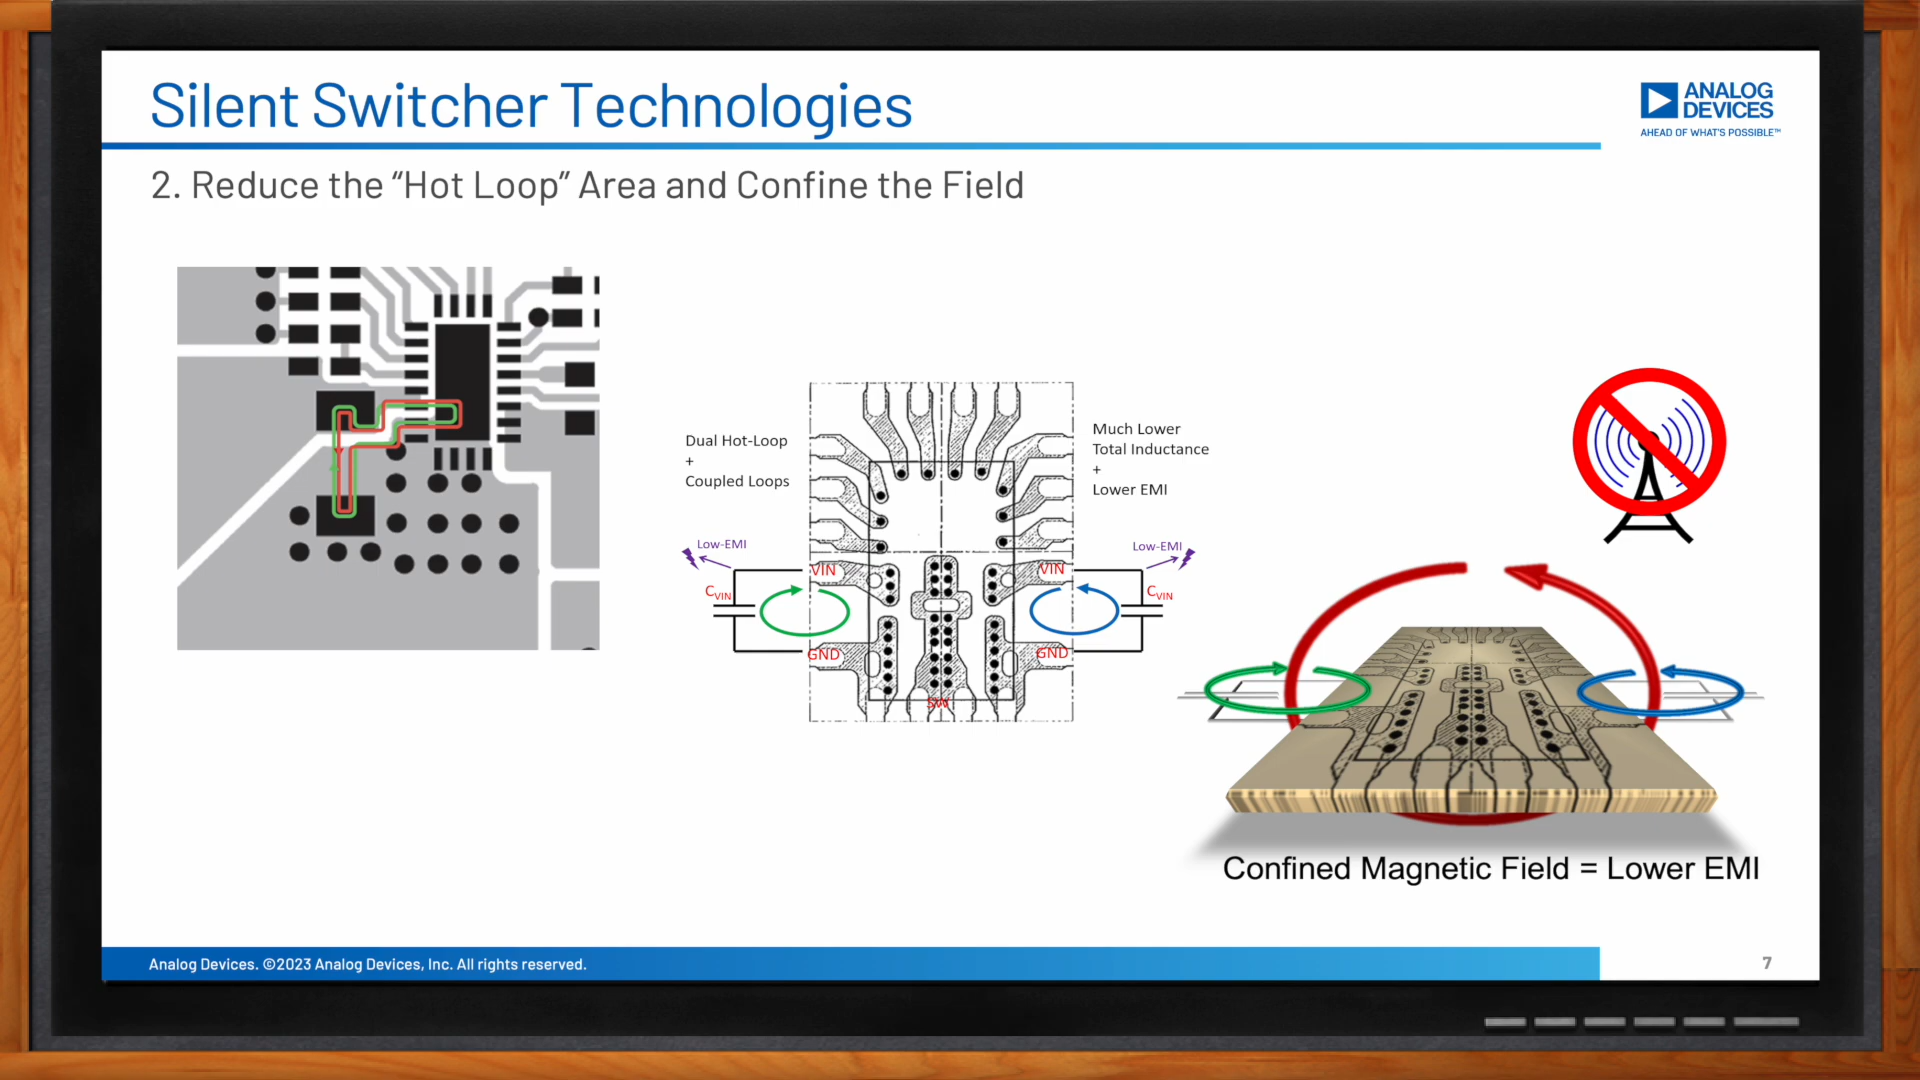 Silent Switcher Technologies
ANALOG
DEVICES
AHEAD OF WHAT'S POSSIBLE™
2. Reduce the “Hot Loop” Area and Confine the Field
Dual Hot-Loop
+
Coupled Loops
Much Lower
Total Inductance
+
Lower EMI
Low-EMI
Low-EMI
VIN
VIN
CVIN
CVIN
GND
GND
SW
Confined Magnetic Field = Lower EMI
Analog Devices. ©2023 Analog Devices, Inc. All rights reserved.
7